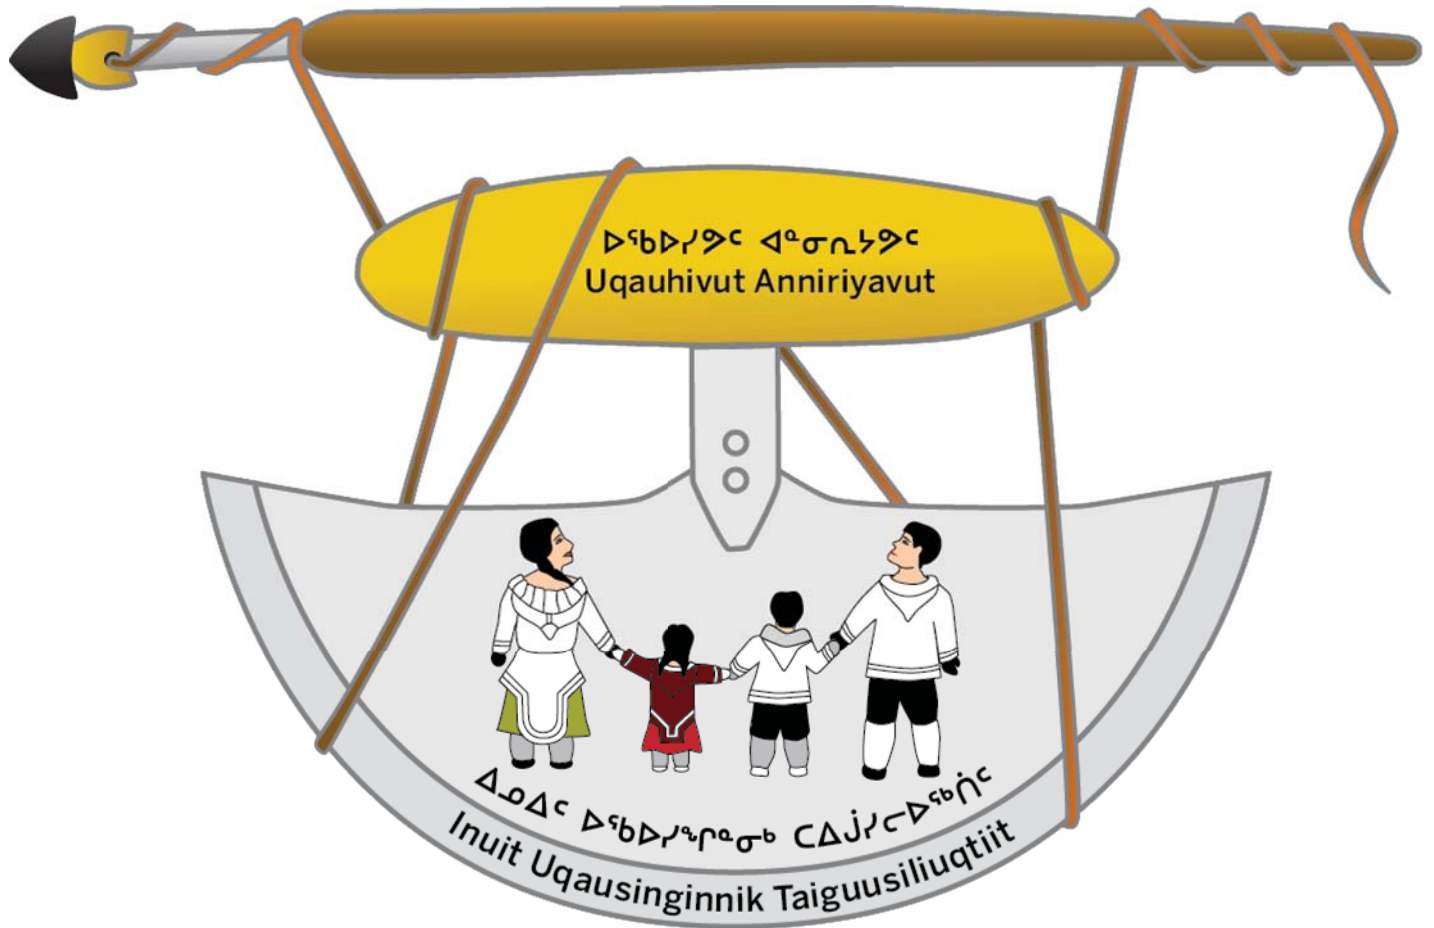 ᐅᖃᐅᓯᕗᑦ ᐊᓐᓂᕆᔭᕗᑦ
Uqauhivut Anniriyavut
ᐃᓄᐃᑦ ᐅᖃᐅᓯᖏᓐᓂᒃ ᑕᐃᒎᓯᓕᐅᖅᑏᑦ
Inuit Uqausinginnik Taiguusiliuqtiit